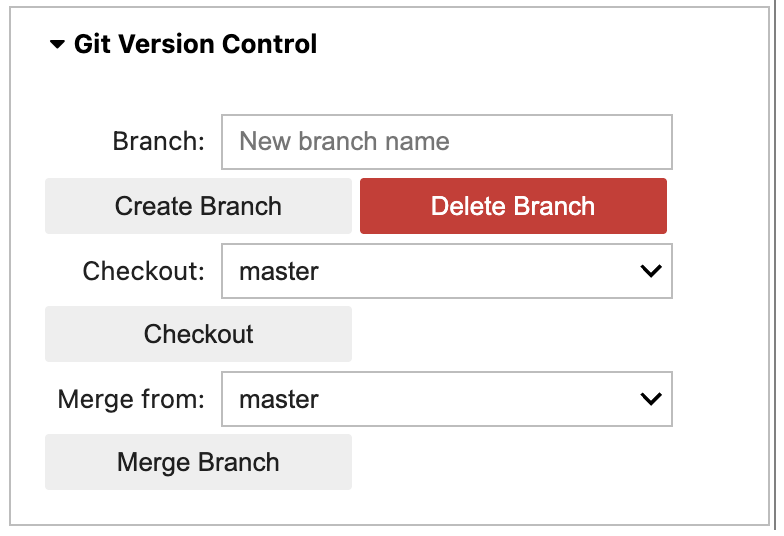 Git Version Control
Branch: New branch name
Create Branch Delete Branch
Checkout: master
Checkout
Merge from: master
Merge Branch